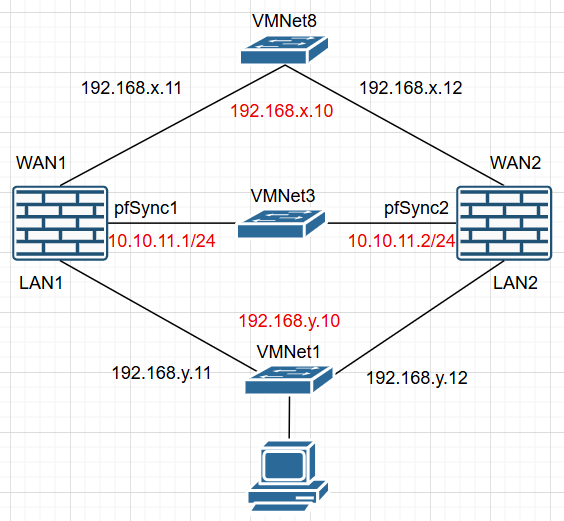 VMNet8
192.168.x.11
192.168.x.12
192.168.x.10
WAN1
WAN2
pfSync1
VMNet3
pfSync2
10.10.11.1/24
10.10.11.2/24
LAN1
LAN2
192.168.y.10
VMNet1
192.168.y.11
192.168.y.12